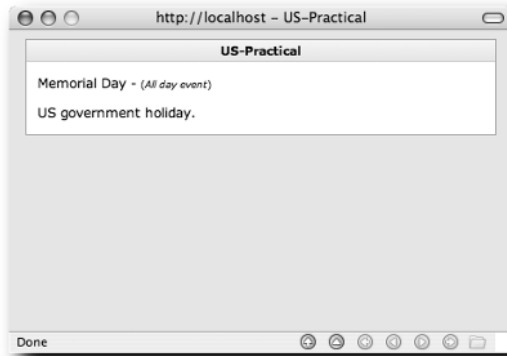 http://localhost – US-Practical
US-Practical
Memorial Day - (All day event)
US government holiday.
Done